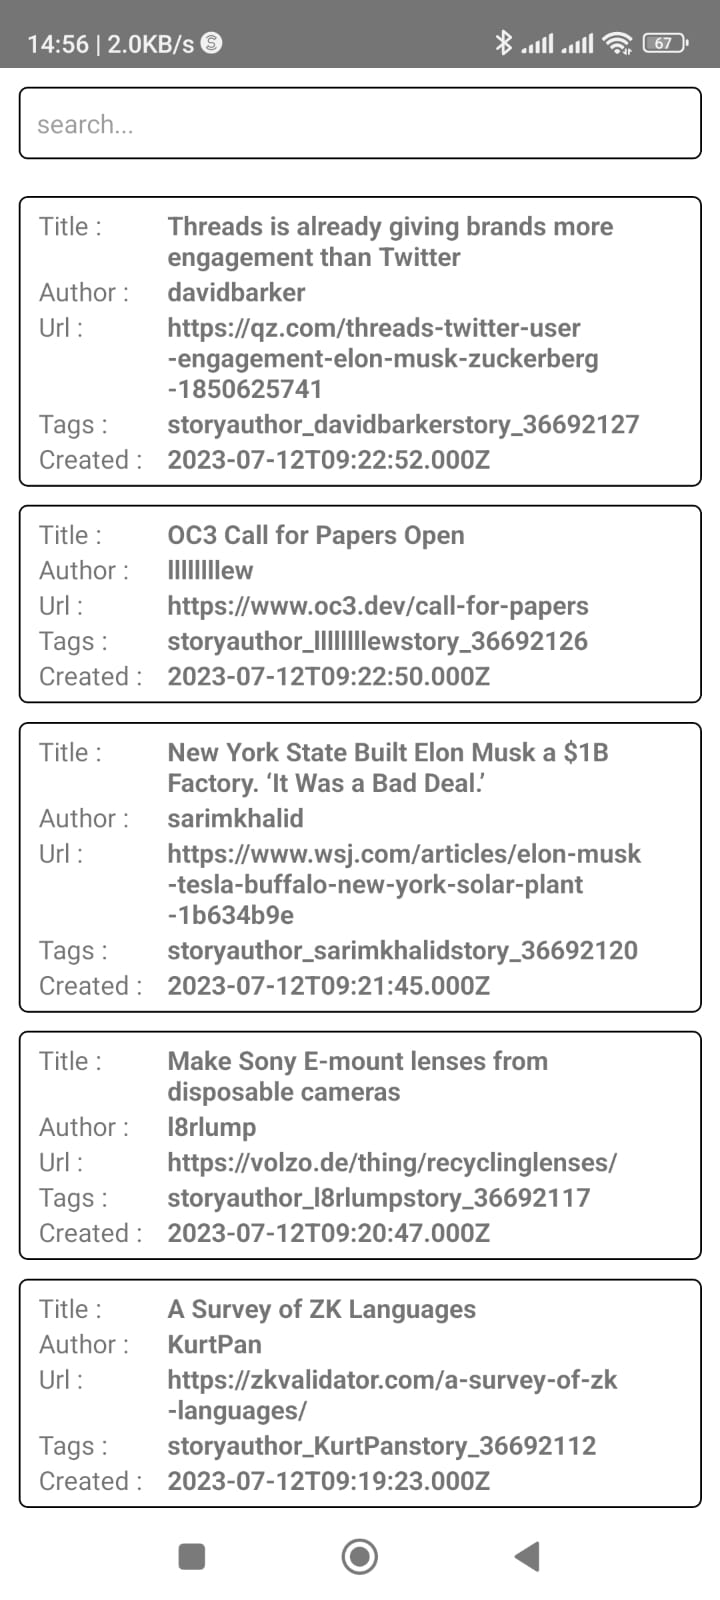 14:56 | 2.0KB/s
67
search...
Title : Threads is already giving brands more
engagement than Twitter
Author : davidbarker
Url : https://qz.com/threads-twitter-user
-engagement-elon-musk-zuckerberg
-1850625741
Tags : storyauthor_davidbarkerstory_36692127
Created : 2023-07-12T09:22:52.000Z
Title : OC3 Call for Papers Open
Author : lllllllLew
Url : https://www.oc3.dev/call-for-papers
Tags : storyauthor_llllllllewstory_36692126
Created : 2023-07-12T09:22:50.000Z
Title : New York State Built Elon Musk a $1B
Factory. ‘It Was a Bad Deal.’
Author : sarimkhalid
Url : https://www.wsj.com/articles/elon-musk
-tesla-buffalo-new-york-solar-plant
-1b634b9e
Tags : storyauthor_sarimkhalidstory_36692120
Created : 2023-07-12T09:21:45.000Z
Title : Make Sony E-mount lenses from
disposable cameras
Author : l8rlump
Url : https://volzo.de/thing/recyclinglenses/
Tags : storyauthor_l8rlumpstory_36692117
Created : 2023-07-12T09:20:47.000Z
Title : A Survey of ZK Languages
Author : KurtPan
Url : https://zkvalidator.com/a-survey-of-zk
-languages/
Tags : storyauthor_KurtPanstory_36692112
Created : 2023-07-12T09:19:23.000Z